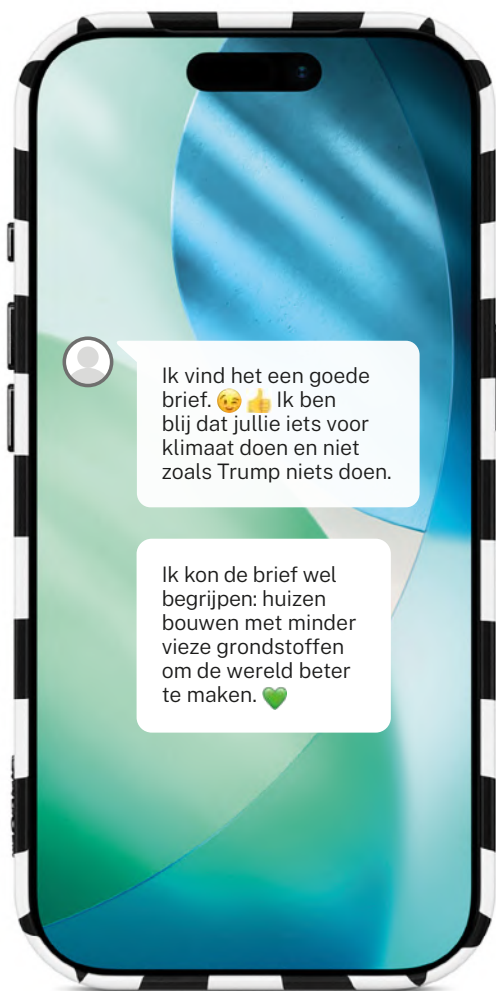 Ik vind het een goede
brief. 😉 👍 Ik ben
blij dat jullie iets voor
klimaat doen en niet
zoals Trump niets doen.
Ik kon de brief wel
begrijpen: huizen
bouwen met minder
vieze grondstoffen
om de wereld beter
te maken. 💚